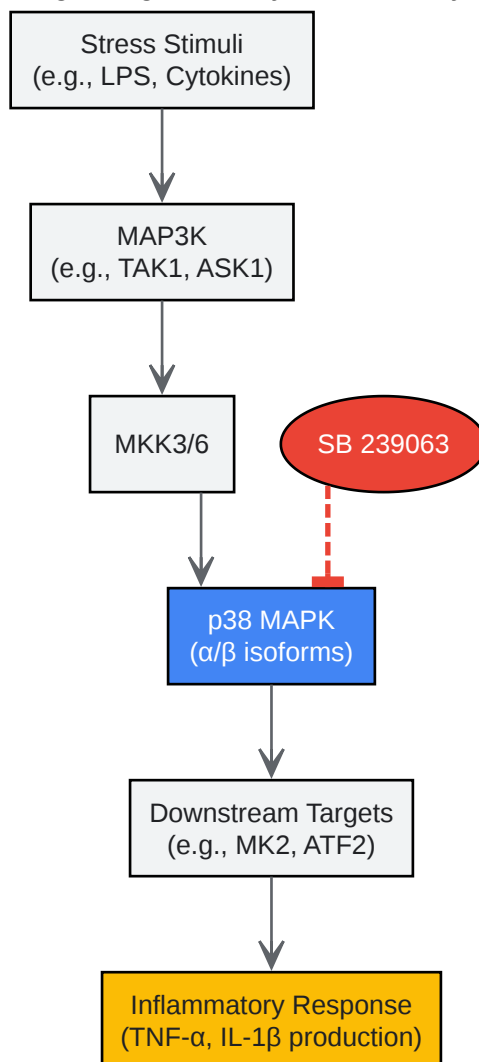 Stress Stimuli
(e.g., LPS, Cytokines)
MAP3K
(e.g., TAK1, ASK1)
MKK3/6
SB 239063
p38 MAPK
(α/β isoforms)
Downstream Targets
(e.g., MK2, ATF2)
Inflammatory Response
(TNF-α, IL-1β production)